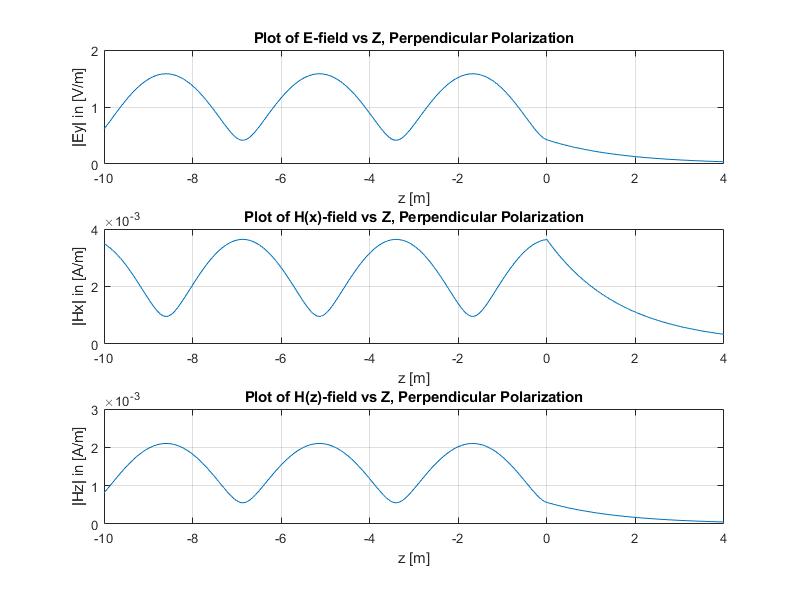 Plot of E-field vs Z, Perpendicular Polarization
|Ey| in [V/m]
2
1
0
-10 -8 -6 -4 -2 0 2 4
z [m]
Plot of H(x)-field vs Z, Perpendicular Polarization
×10-3
|Hx| in [A/m]
4
2
0
-10 -8 -6 -4 -2 0 2 4
z [m]
Plot of H(z)-field vs Z, Perpendicular Polarization
×10-3
|Hz| in [A/m]
3
2
1
0
-10 -8 -6 -4 -2 0 2 4
z [m]